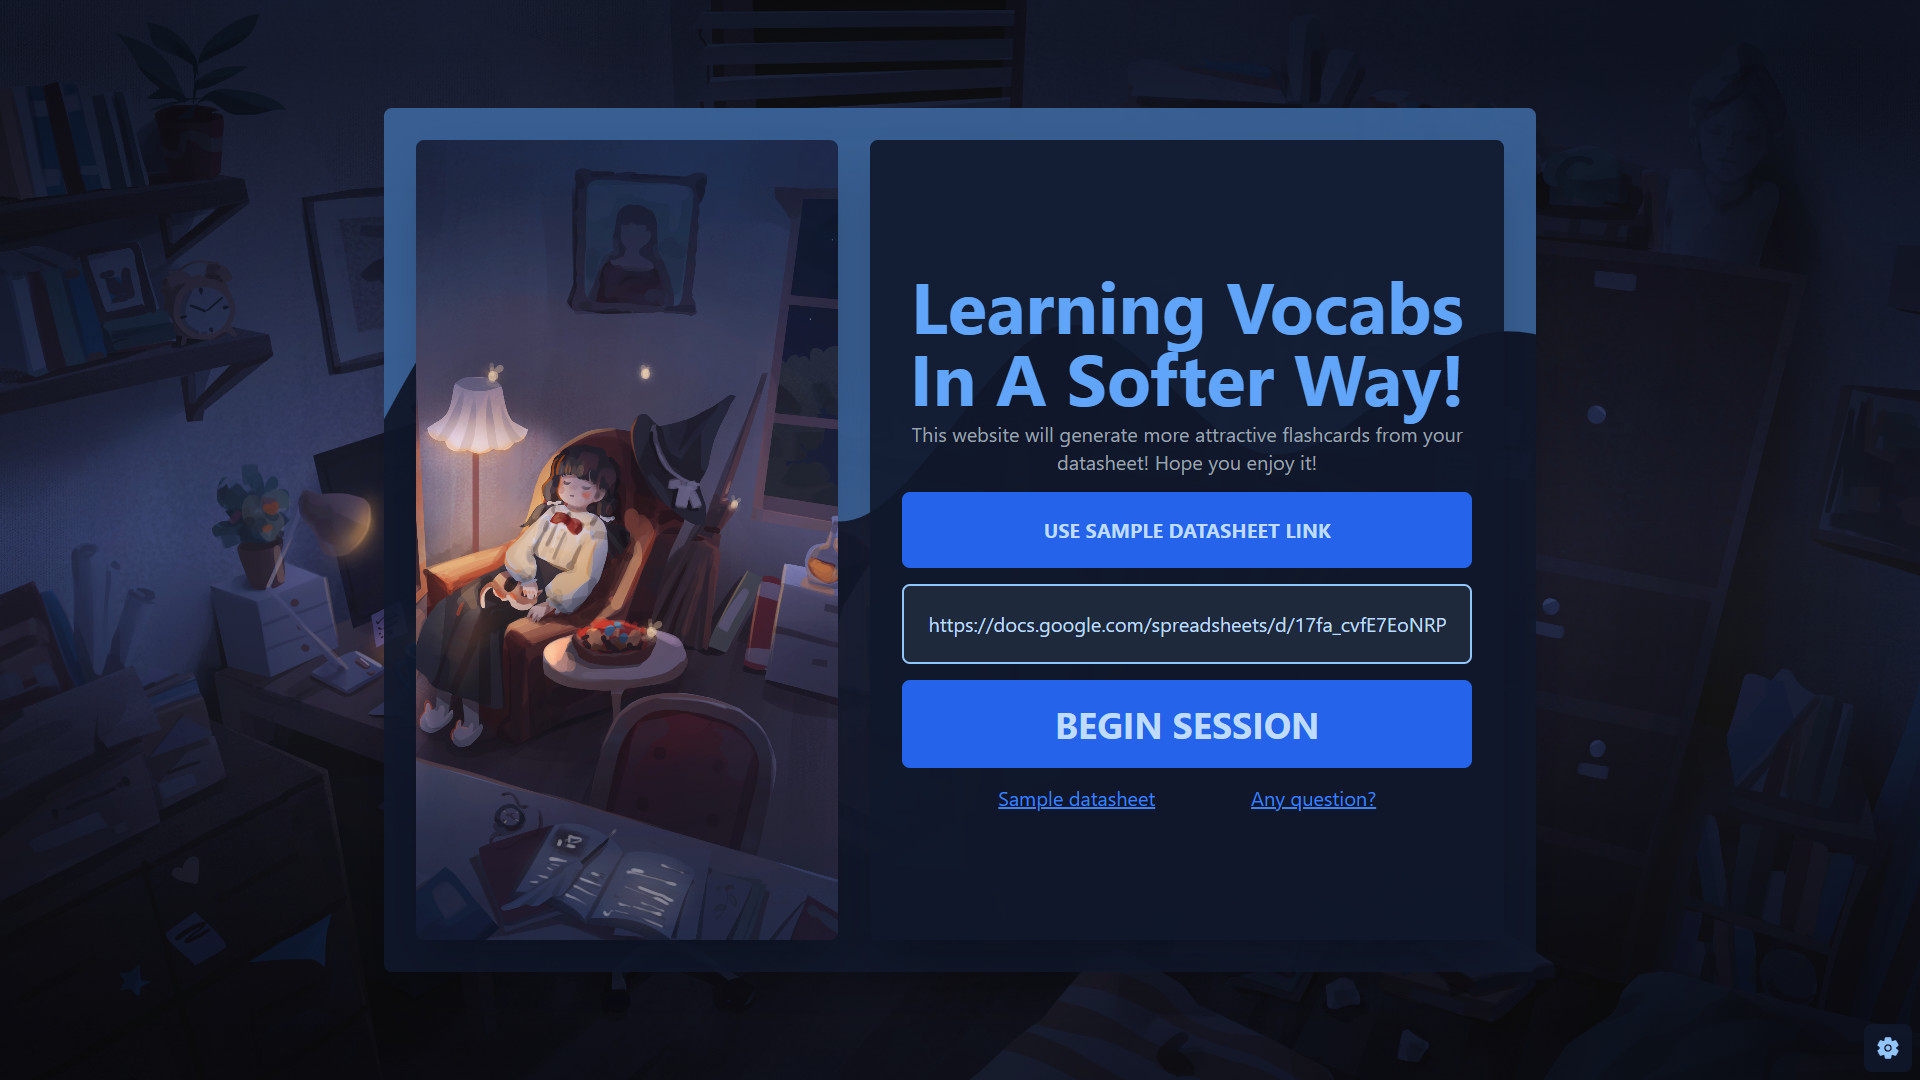 Learning Vocabs
In A Softer Way!
This website will generate more attractive flashcards from your
datasheet! Hope you enjoy it!
USE SAMPLE DATASHEET LINK
https://docs.google.com/spreadsheets/d/17fa_cvfE7EoNRP
BEGIN SESSION
Sample datasheet
Any question?